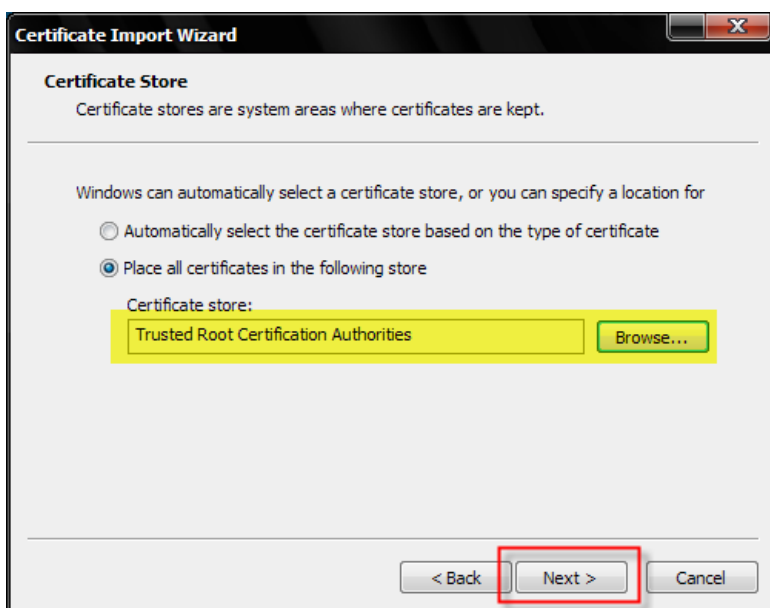 Certificate Import Wizard
Certificate Store
Certificate stores are system areas where certificates are kept.
Windows can automatically select a certificate store, or you can specify a location for
Automatically select the certificate store based on the type of certificate
Place all certificates in the following store
Certificate store:
Trusted Root Certification Authorities
Browse...
< Back
Next >
Cancel